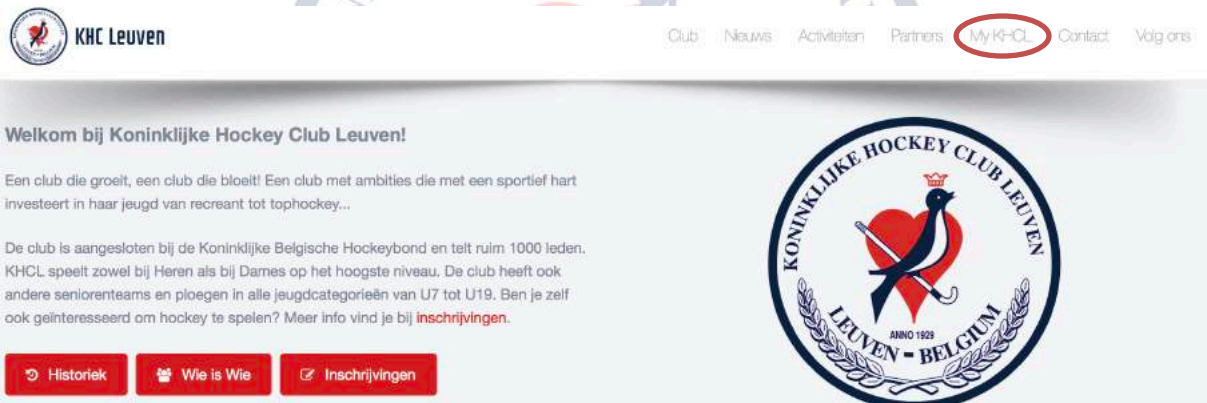 KHC Leuven
Club Nieuws Activiteiten Partners My KHCL Contact Volg ons
Welkom bij Koninklijke Hockey Club Leuven!
Een club die groeit, een club die bloeit! Een club met ambities die met een sportief hart
investeert in haar jeugd van recreant tot tophockey...
De club is aangesloten bij de Koninklijke Belgische Hockeybond en telt ruim 1000 leden.
KHCL speelt zowel bij Heren als bij Dames op het hoogste niveau. De club heeft ook
andere seniorenteams en ploegen in alle jeugdcategorieën van U7 tot U19. Ben je zelf
ook geïnteresseerd om hockey te spelen? Meer info vind je bij inschrijvingen.
Historiek Wie is Wie Inschrijvingen
KONINKLIJKE HOCKEY CLUB LEUVEN
ANNO 1929
LEUVEN - BELGIUM